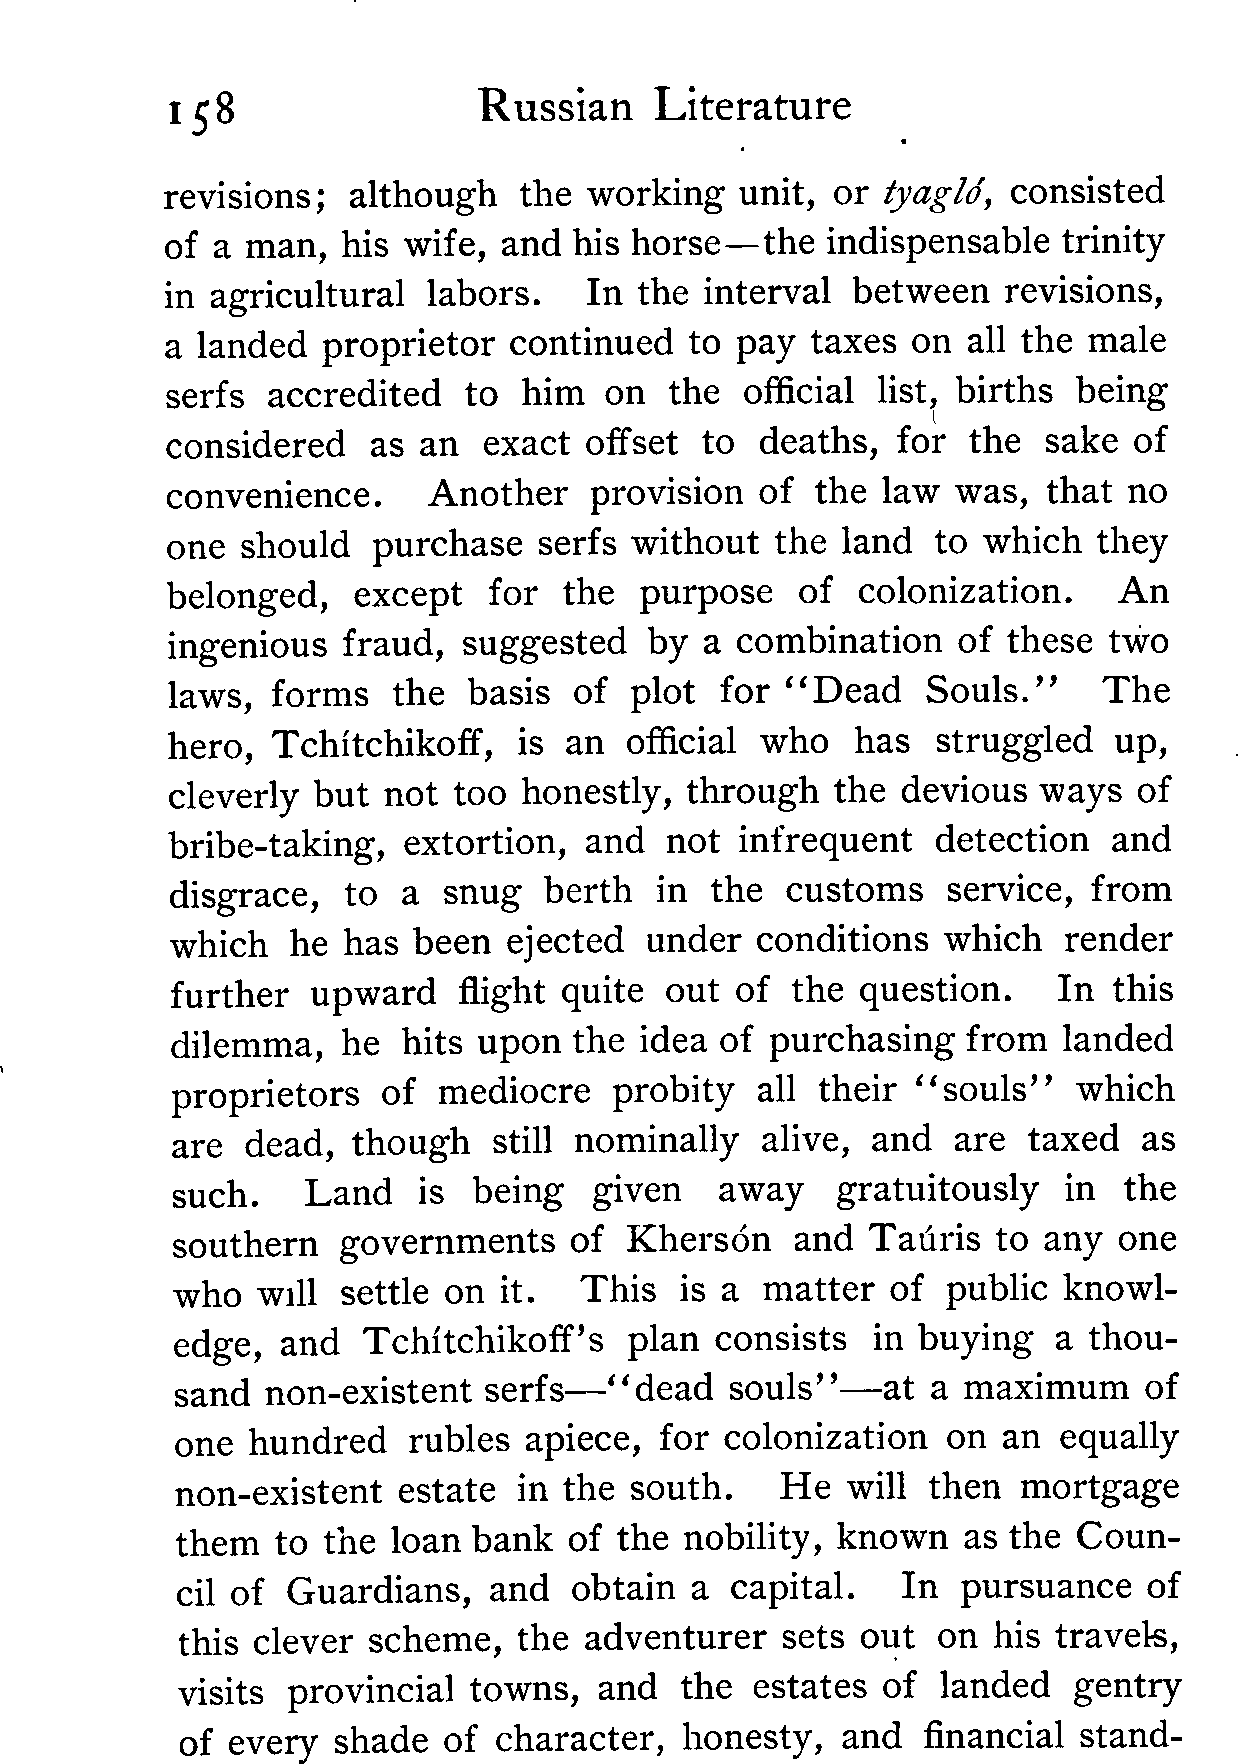 158 Russian Literature
revisions; although the working unit, or tyagló, consisted
of a man, his wife, and his horse—the indispensable trinity
in agricultural labors. In the interval between revisions,
a landed proprietor continued to pay taxes on all the male
serfs accredited to him on the official list, births being
considered as an exact offset to deaths, for the sake of
convenience. Another provision of the law was, that no
one should purchase serfs without the land to which they
belonged, except for the purpose of colonization. An
ingenious fraud, suggested by a combination of these two
laws, forms the basis of plot for “Dead Souls.” The
hero, Tchítchikoff, is an official who has struggled up,
cleverly but not too honestly, through the devious ways of
bribe-taking, extortion, and not infrequent detection and
disgrace, to a snug berth in the customs service, from
which he has been ejected under conditions which render
further upward flight quite out of the question. In this
dilemma, he hits upon the idea of purchasing from landed
proprietors of mediocre probity all their “souls” which
are dead, though still nominally alive, and are taxed as
such. Land is being given away gratuitously in the
southern governments of Khersón and Taúris to any one
who will settle on it. This is a matter of public knowl-
edge, and Tchítchikoff’s plan consists in buying a thou-
sand non-existent serfs—“dead souls”—at a maximum of
one hundred rubles apiece, for colonization on an equally
non-existent estate in the south. He will then mortgage
them to the loan bank of the nobility, known as the Coun-
cil of Guardians, and obtain a capital. In pursuance of
this clever scheme, the adventurer sets out on his travels,
visits provincial towns, and the estates of landed gentry
of every shade of character, honesty, and financial stand-